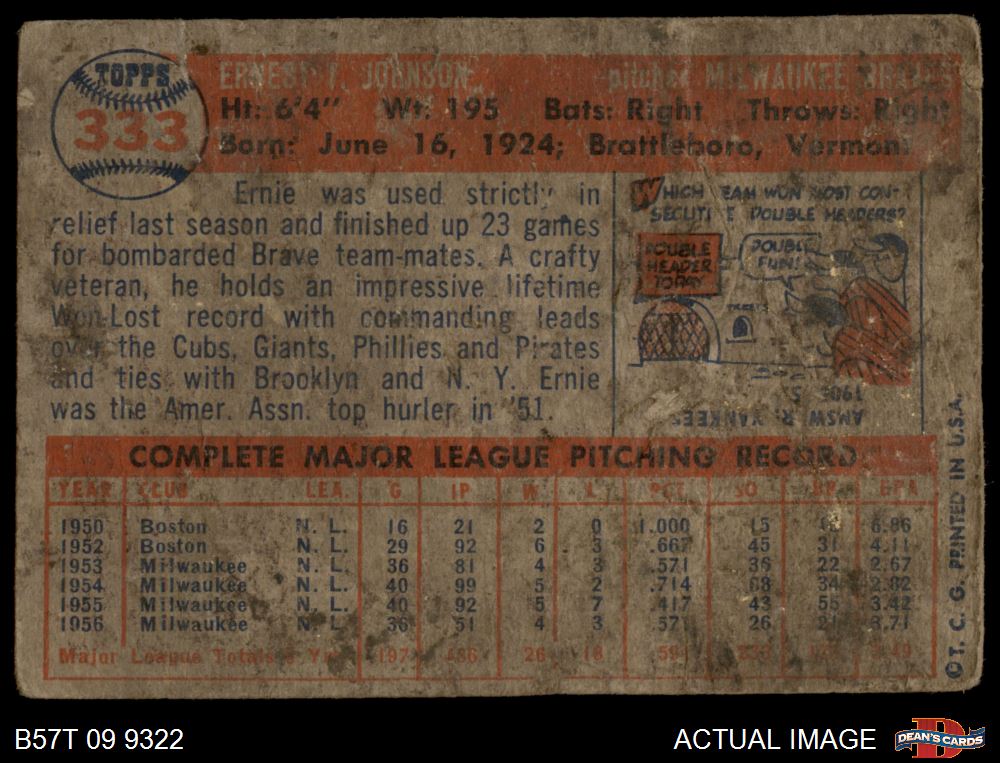 TOPPS
333
ERNEST T. JOHNSON pitcher MILWAUKEE BRAVES
Ht: 6'4" Wt: 195 Bats: Right Throws: Right
Born: June 16, 1924; Brattleboro, Vermont
Ernie was used strictly in
relief last season and finished up 23 games
for bombarded Brave team-mates. A crafty
veteran, he holds an impressive lifetime
Won-Lost record with commanding leads
over the Cubs, Giants, Phillies and Pirates
and ties with Brooklyn and N. Y. Ernie
was the Amer. Assn. top hurler in '51.
WHICH TEAM WON MOST CON-
SECUTIVE DOUBLE HEADERS?
DOUBLE
HEADER
TODAY
DOUBLE
FUN!
TICKETS
ANSW R. YANKEES
1906
COMPLETE MAJOR LEAGUE PITCHING RECORD
YEAR CLUB LEA. G IP W L PCT. SO ERA
1950 Boston N. L. 16 21 2 0 1.000 15 6.86
1952 Boston N. L. 29 92 6 3 .667 45 31 4.11
1953 Milwaukee N. L. 36 81 4 3 .571 36 22 2.67
1954 Milwaukee N. L. 40 99 5 2 .714 68 34 2.82
1955 Milwaukee N. L. 40 92 5 7 .417 43 55 3.42
1956 Milwaukee N. L. 36 51 4 3 .571 26 21 3.71
Major League Totals 197 436 26 18 .591 3.49
© T. C. G. PRINTED IN U.S.A.
B57T 09 9322
ACTUAL IMAGE
DEAN'S CARDS